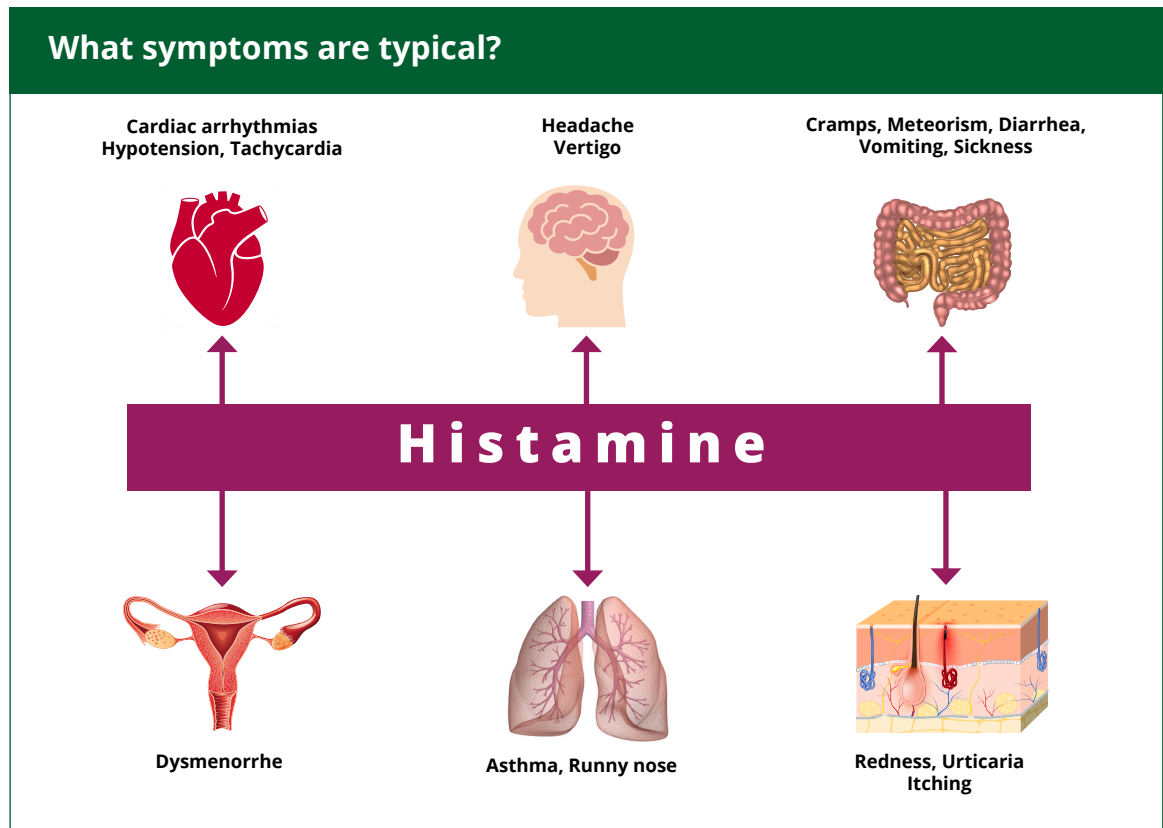 What symptoms are typical?
Cardiac arrhythmias
Hypotension, Tachycardia
Headache
Vertigo
Cramps, Meteorism, Diarrhea,
Vomiting, Sickness
Histamine
Dysmenorrhe
Asthma, Runny nose
Redness, Urticaria
Itching